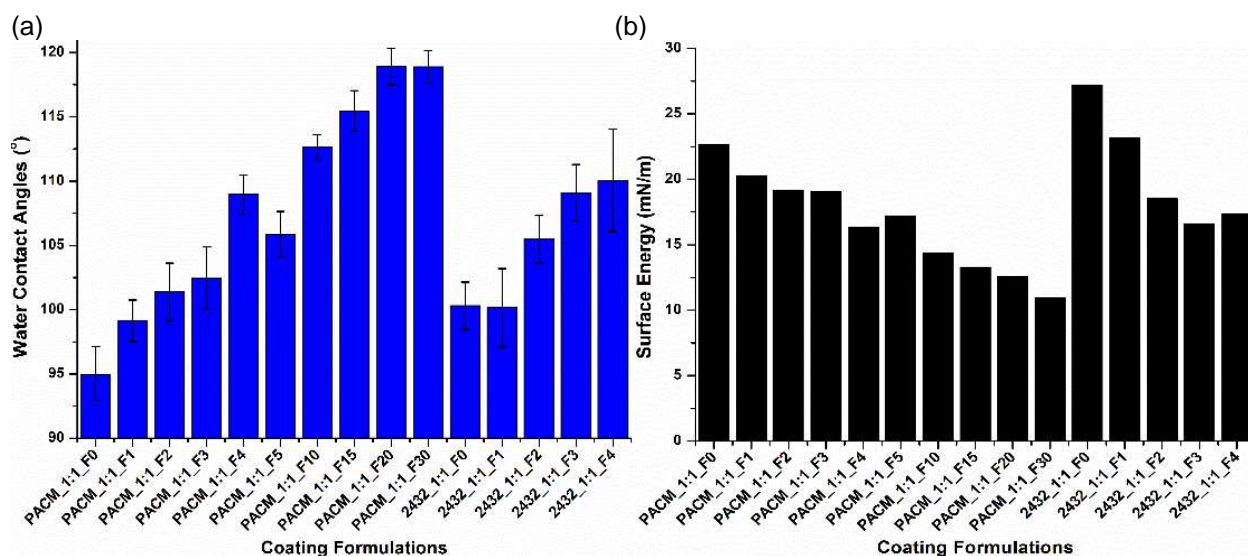 (a)
120
115
110
105
100
95
90
Water Contact Angles (°)
PACM_1:1_F0
PACM_1:1_F1
PACM_1:1_F2
PACM_1:1_F3
PACM_1:1_F4
PACM_1:1_F5
PACM_1:1_F10
PACM_1:1_F15
PACM_1:1_F20
PACM_1:1_F30
2432_1:1_F0
2432_1:1_F1
2432_1:1_F2
2432_1:1_F3
2432_1:1_F4
Coating Formulations
(b)
30
25
20
15
10
5
0
Surface Energy (mN/m)
PACM_1:1_F0
PACM_1:1_F1
PACM_1:1_F2
PACM_1:1_F3
PACM_1:1_F4
PACM_1:1_F5
PACM_1:1_F10
PACM_1:1_F15
PACM_1:1_F20
PACM_1:1_F30
2432_1:1_F0
2432_1:1_F1
2432_1:1_F2
2432_1:1_F3
2432_1:1_F4
Coating Formulations